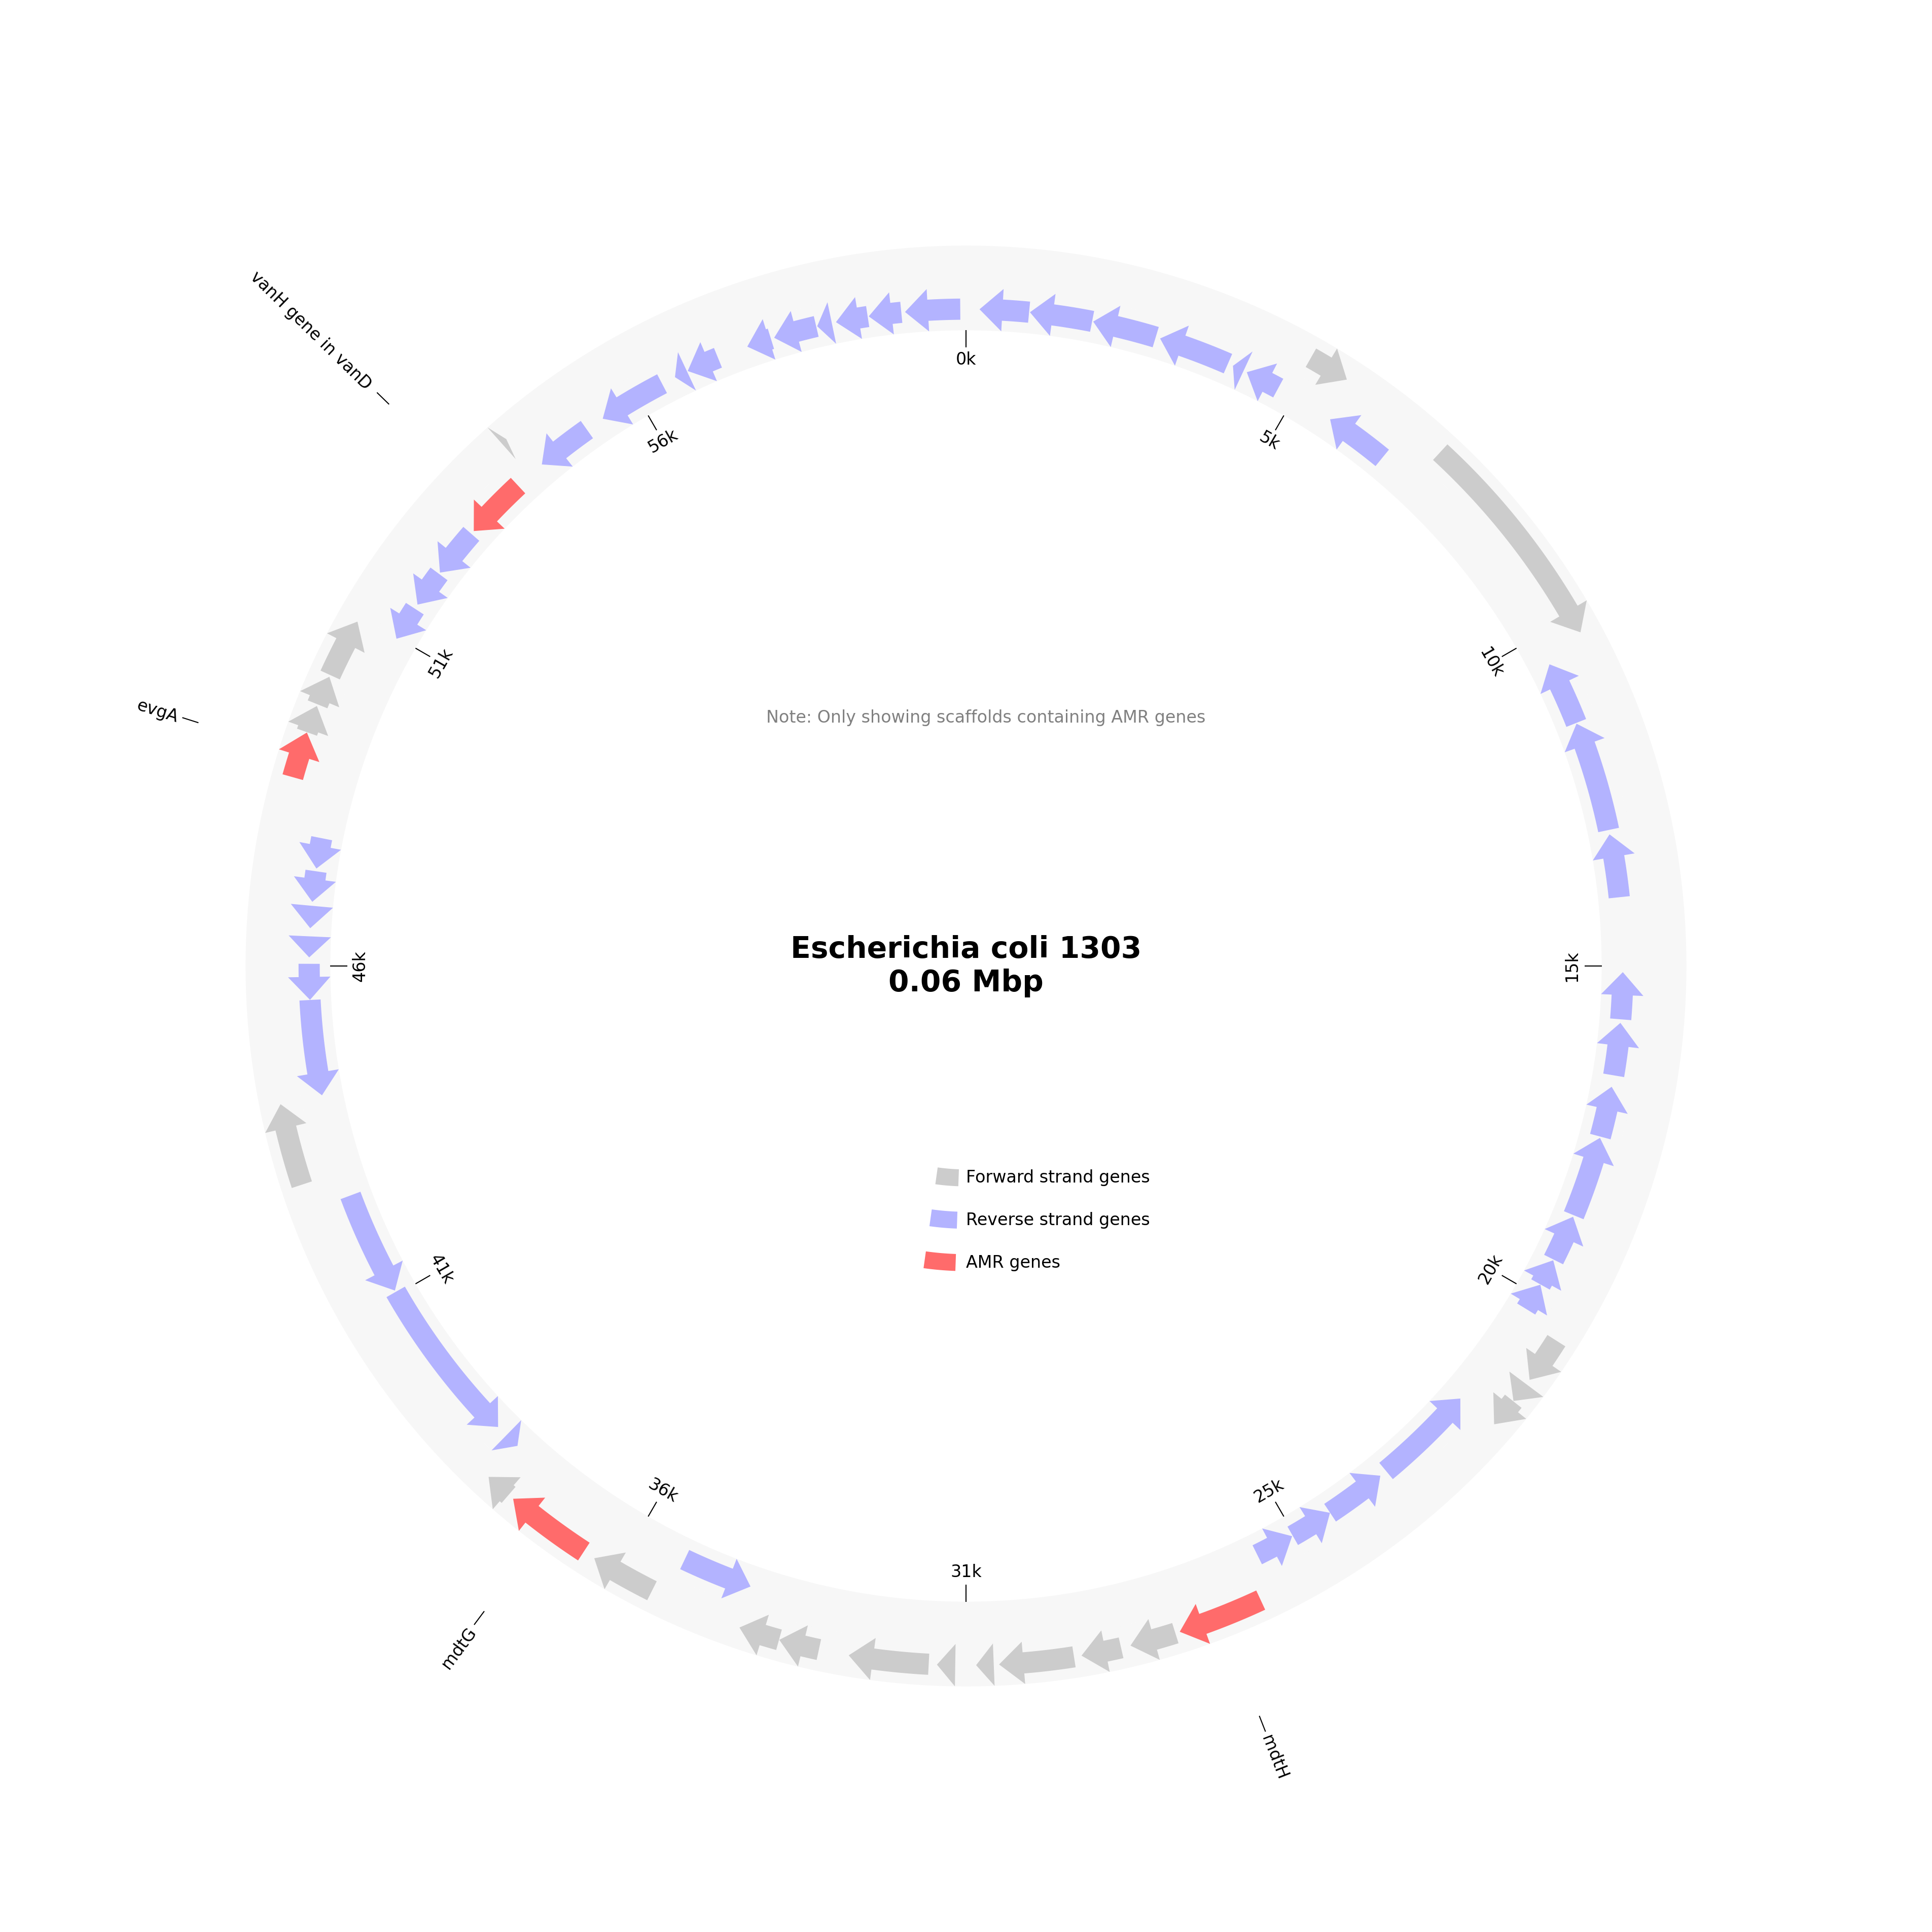 vanH gene in vanD
0k
56k
5k
51k
10k
evgA
Note: Only showing scaffolds containing AMR genes
Escherichia coli 1303
0.06 Mbp
46k
15k
Forward strand genes
Reverse strand genes
AMR genes
41k
20k
36k
25k
31k
mdtG
mdtH